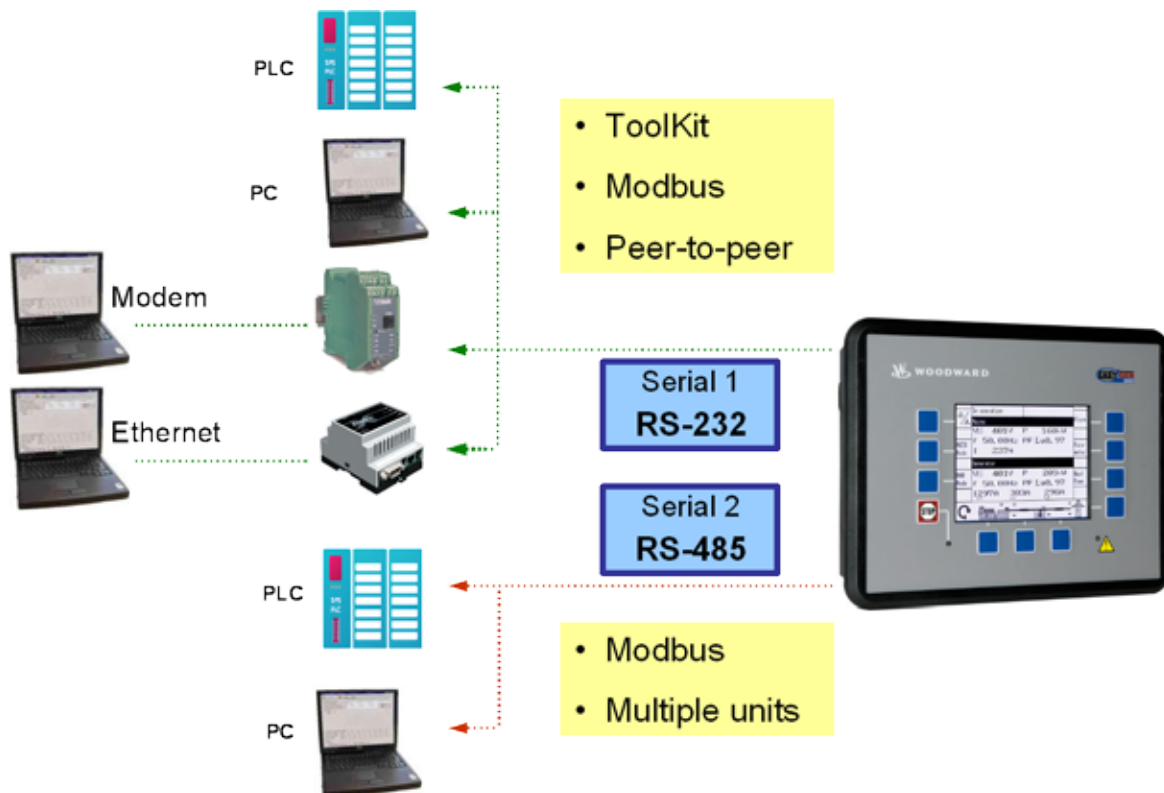 PLC
PC
Modem
Ethernet
• ToolKit
• Modbus
• Peer-to-peer
Serial 1
RS-232
Serial 2
RS-485
WOODWARD
STOP
PLC
PC
• Modbus
• Multiple units